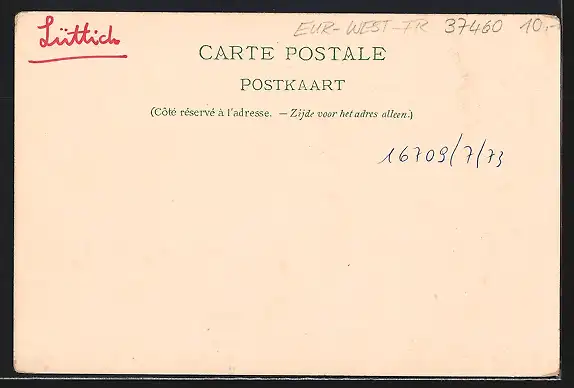 Lüttich
EUR-WEST-FR 37460 10,-
CARTE POSTALE
POSTKAART
(Côté réservé à l'adresse. — Zijde voor het adres alleen.)
16709/7/73